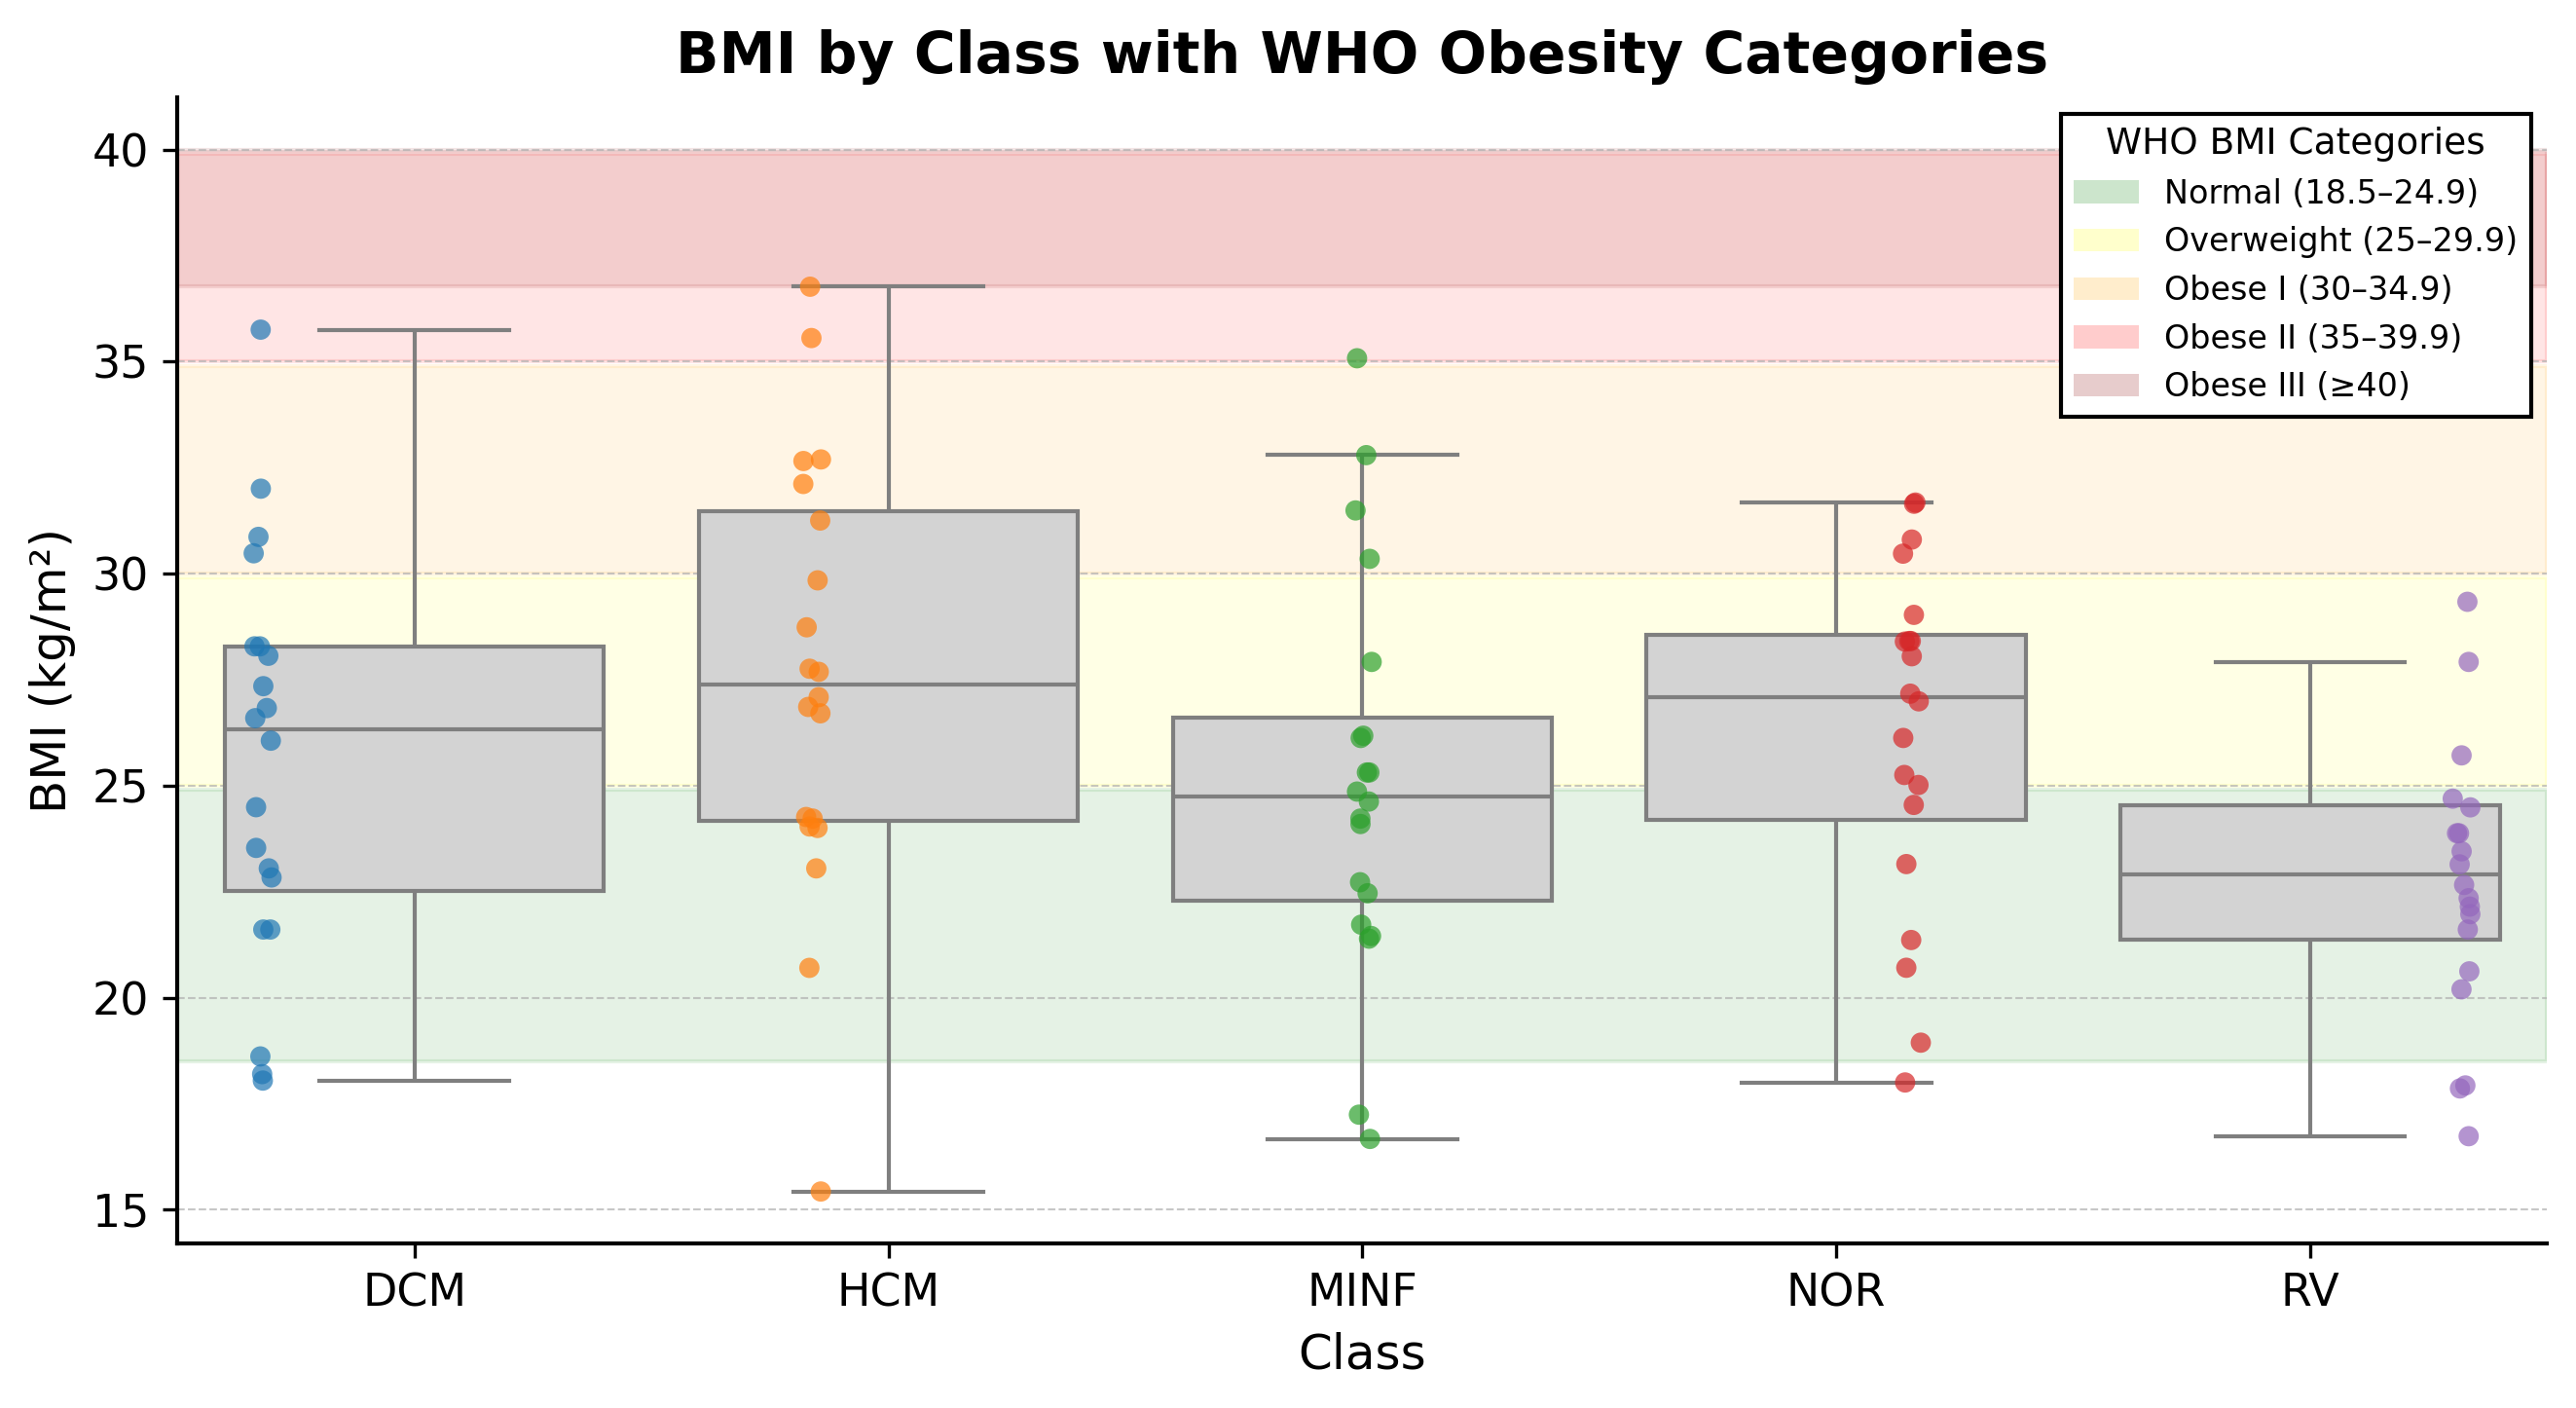 BMI by Class with WHO Obesity Categories
WHO BMI Categories
Normal (18.5–24.9)
Overweight (25–29.9)
Obese I (30–34.9)
Obese II (35–39.9)
Obese III (≥40)
BMI (kg/m²)
40
35
30
25
20
15
DCM HCM MINF NOR RV
Class